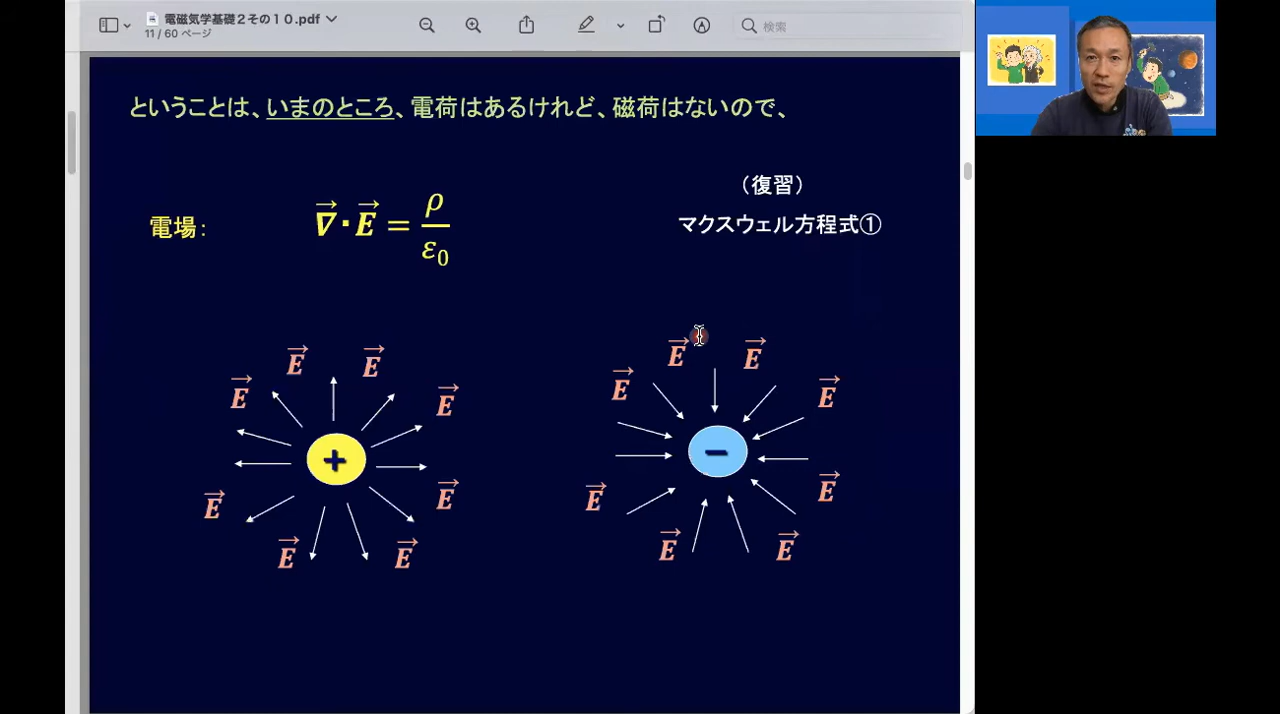 電磁気学基礎2その10.pdf
11 / 60 ページ
検索
ということは、いまのところ、電荷はあるけれど、磁荷はないので、
(復習)
マクスウェル方程式①
電場: ∇⃗・E⃗ = ρ/ε₀
E⃗ E⃗
E⃗ E⃗
E⃗ E⃗
E⃗ E⃗
+
−
E⃗ E⃗
E⃗ E⃗
E⃗ E⃗
E⃗ E⃗